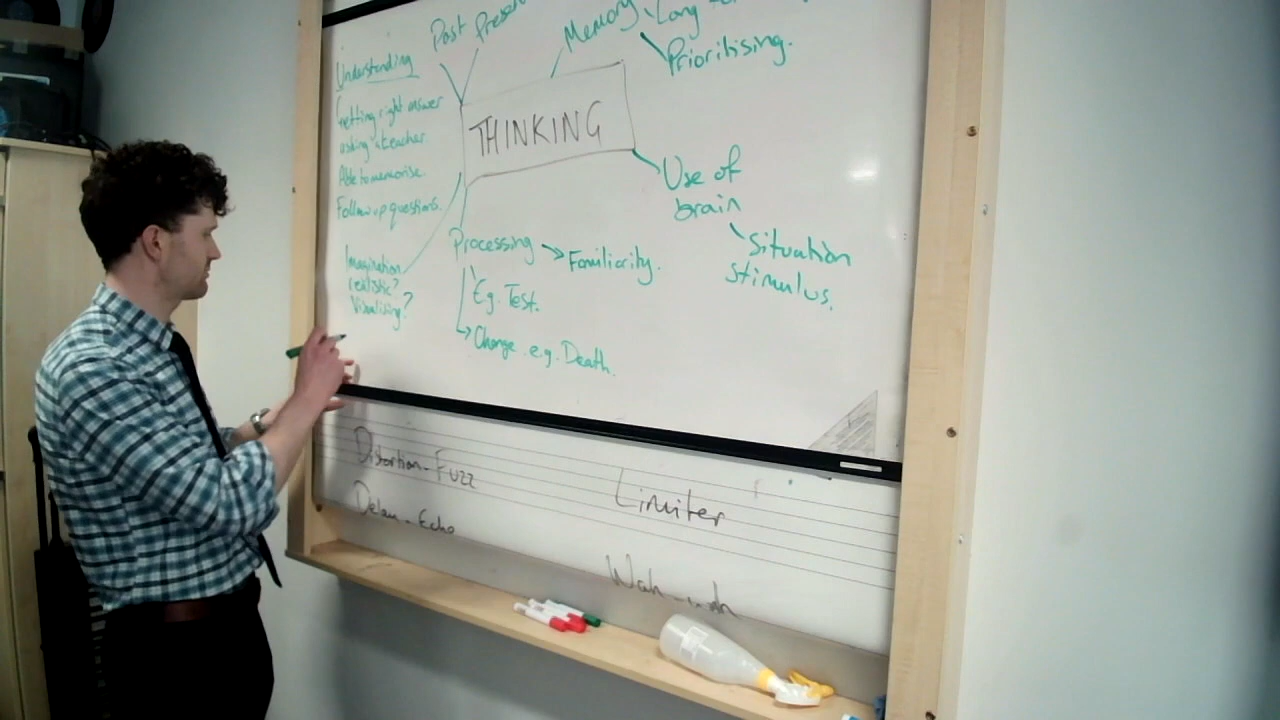 Past Present
Memory
Long
Prioritising.
Understanding
Getting right answer
asking a teacher
Able to memorise.
Follow up questions.
THINKING
Use of
brain
Situation
stimulus.
Processing
Familiarity.
E.g. Test.
Change e.g. Death.
Imagination
realistic?
Visualising?
Distortion - Fuzz
Delay - Echo
Limiter
Wah-wah